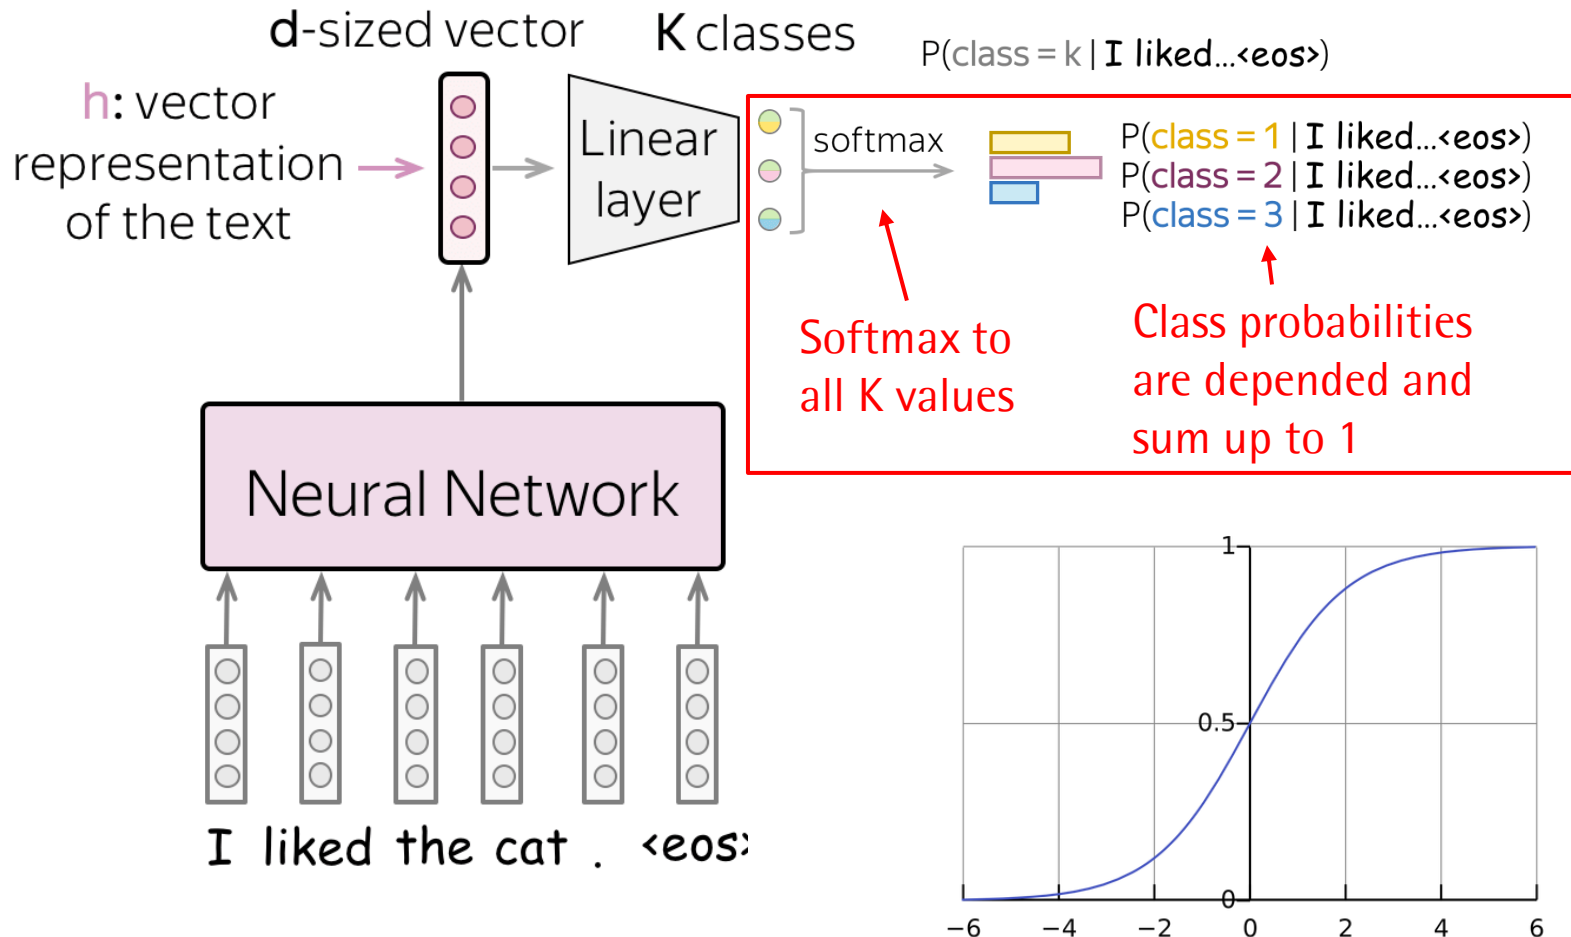 d-sized vector
K classes
P(class = k | I liked...<eos>)
h: vector
representation
of the text
Linear
layer
softmax
P(class = 1 | I liked...<eos>)
P(class = 2 | I liked...<eos>)
P(class = 3 | I liked...<eos>)
Softmax to
all K values
Class probabilities
are depended and
sum up to 1
Neural Network
I liked the cat . <eos>
1
0.5
0
−6 −4 −2 0 2 4 6